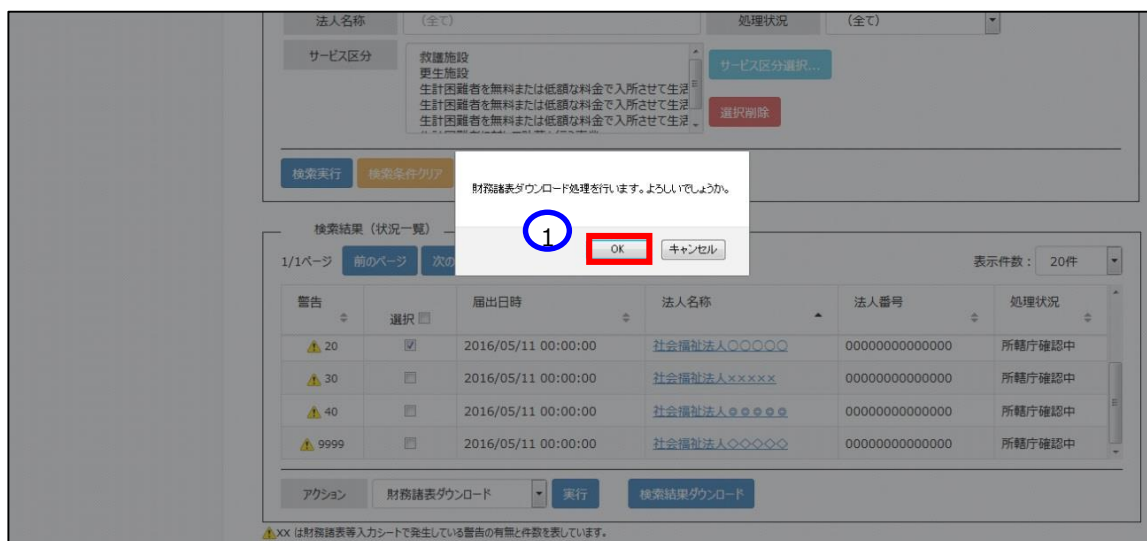 法人名称 (全て) 処理状況 (全て)
サービス区分
救護施設
更生施設
生計困難者を無料または低額な料金で入所させて生活
生計困難者を無料または低額な料金で入所させて生活
生計困難者を無料または低額な料金で入所させて生活
サービス区分選択...
選択削除
検索実行 検索条件クリア
財務諸表ダウンロード処理を行います。よろしいでしょうか。
1
OK キャンセル
検索結果（状況一覧）
1/1ページ 前のページ 次の 表示件数： 20件
警告 選択 届出日時 法人名称 法人番号 処理状況
20 2016/05/11 00:00:00 社会福祉法人○○○○○ 00000000000000 所轄庁確認中
30 2016/05/11 00:00:00 社会福祉法人××××× 00000000000000 所轄庁確認中
40 2016/05/11 00:00:00 社会福祉法人◎◎◎◎◎ 00000000000000 所轄庁確認中
9999 2016/05/11 00:00:00 社会福祉法人◇◇◇◇◇ 00000000000000 所轄庁確認中
アクション 財務諸表ダウンロード 実行 検索結果ダウンロード
XX は財務諸表等入力シートで発生している警告の有無と件数を表しています。